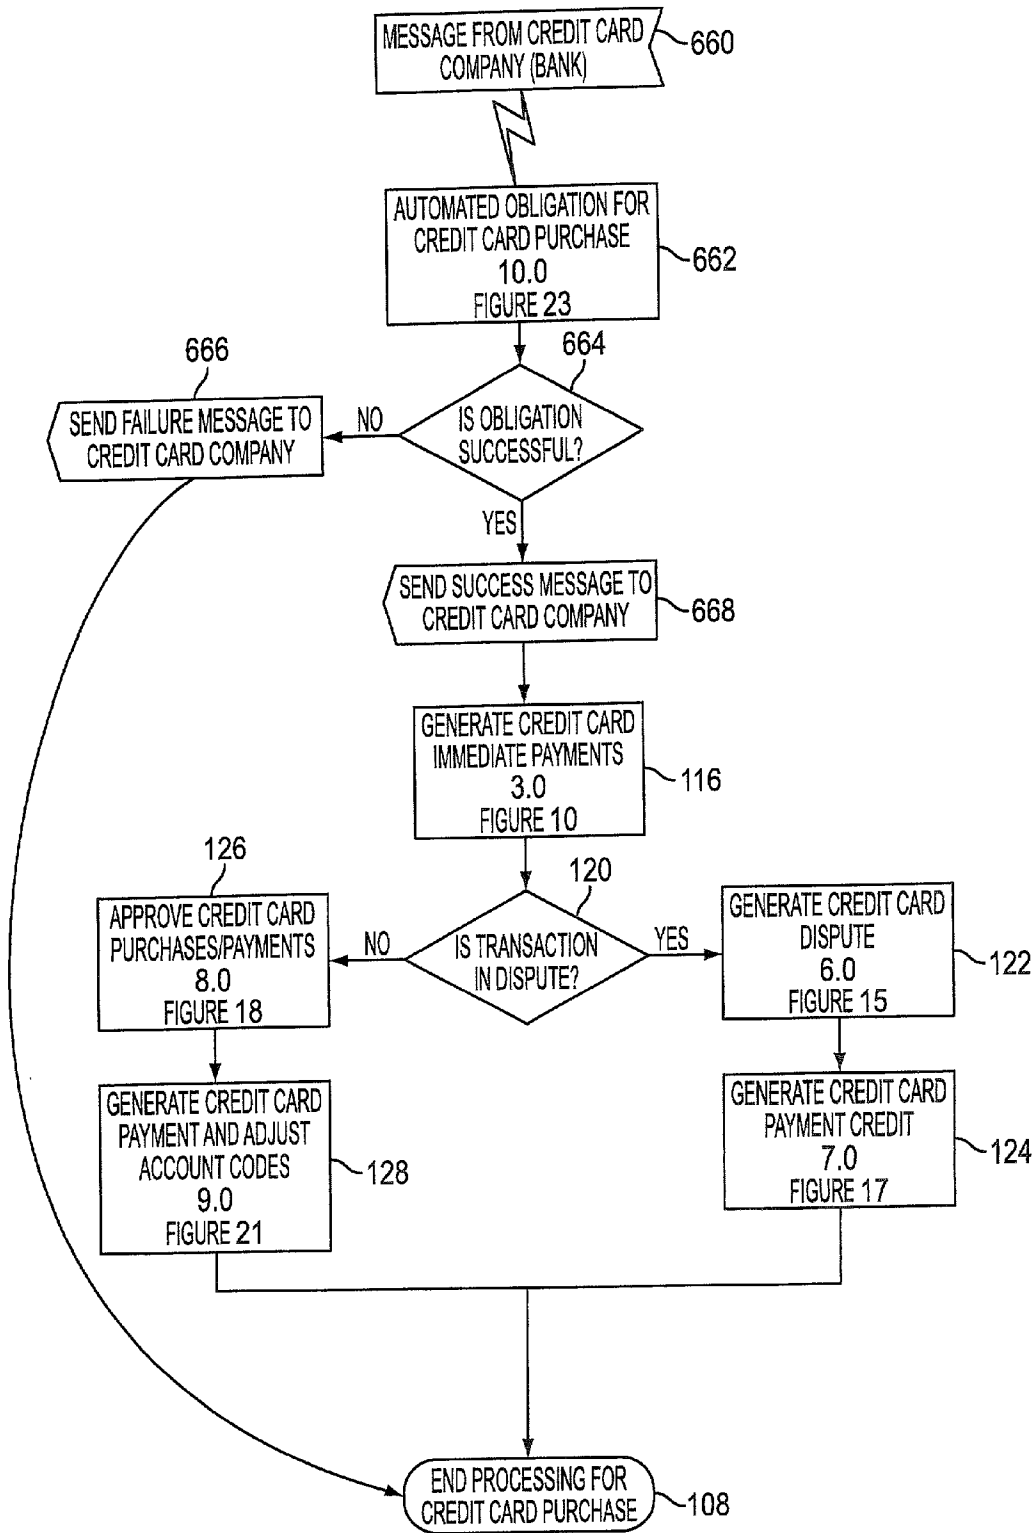 MESSAGE FROM CREDIT CARD
COMPANY (BANK)
660
AUTOMATED OBLIGATION FOR
CREDIT CARD PURCHASE
10.0
FIGURE 23
662
664
IS OBLIGATION
SUCCESSFUL?
NO
666
SEND FAILURE MESSAGE TO
CREDIT CARD COMPANY
YES
SEND SUCCESS MESSAGE TO
CREDIT CARD COMPANY
668
GENERATE CREDIT CARD
IMMEDIATE PAYMENTS
3.0
FIGURE 10
116
120
IS TRANSACTION
IN DISPUTE?
NO
YES
126
APPROVE CREDIT CARD
PURCHASES/PAYMENTS
8.0
FIGURE 18
GENERATE CREDIT CARD
DISPUTE
6.0
FIGURE 15
122
GENERATE CREDIT CARD
PAYMENT AND ADJUST
ACCOUNT CODES
9.0
FIGURE 21
128
GENERATE CREDIT CARD
PAYMENT CREDIT
7.0
FIGURE 17
124
END PROCESSING FOR
CREDIT CARD PURCHASE
108